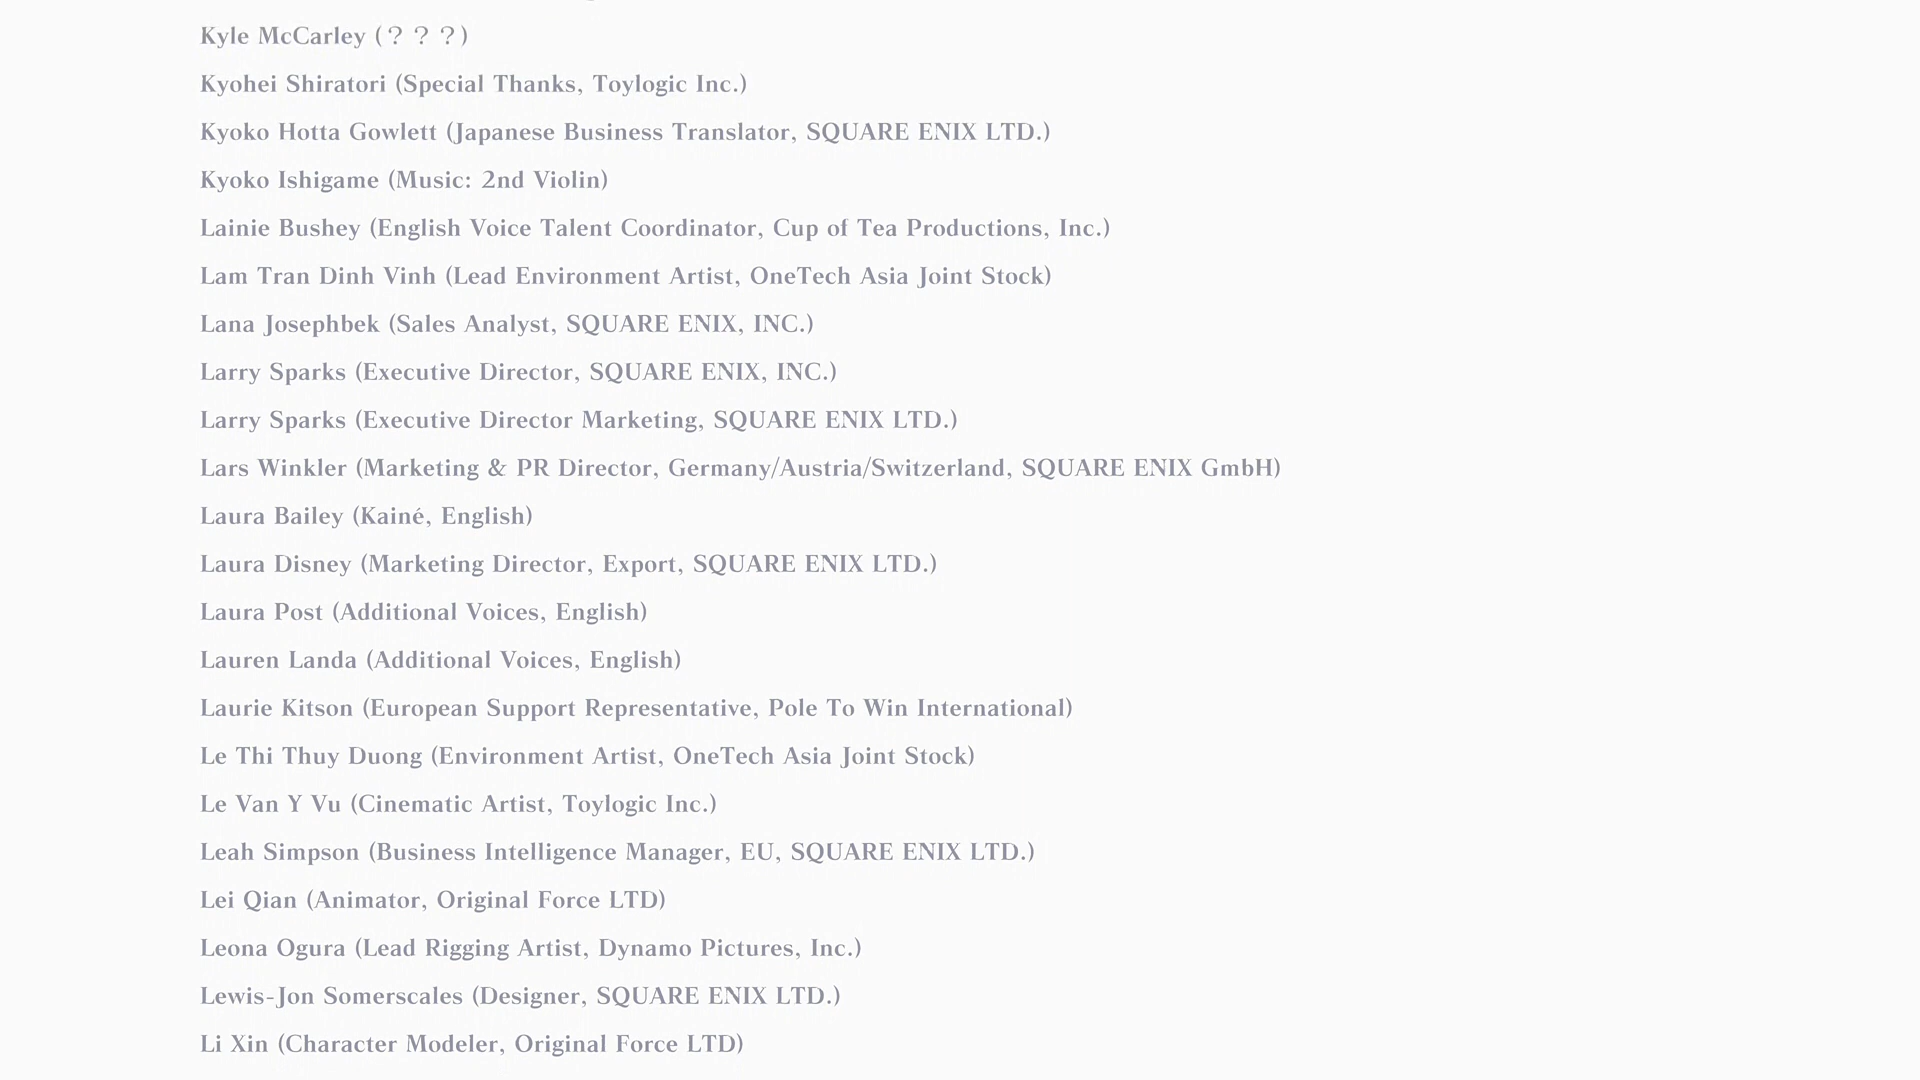 Kyle McCarley (？？？)
Kyohei Shiratori (Special Thanks, Toylogic Inc.)
Kyoko Hotta Gowlett (Japanese Business Translator, SQUARE ENIX LTD.)
Kyoko Ishigame (Music: 2nd Violin)
Lainie Bushey (English Voice Talent Coordinator, Cup of Tea Productions, Inc.)
Lam Tran Dinh Vinh (Lead Environment Artist, OneTech Asia Joint Stock)
Lana Josephbek (Sales Analyst, SQUARE ENIX, INC.)
Larry Sparks (Executive Director, SQUARE ENIX, INC.)
Larry Sparks (Executive Director Marketing, SQUARE ENIX LTD.)
Lars Winkler (Marketing & PR Director, Germany/Austria/Switzerland, SQUARE ENIX GmbH)
Laura Bailey (Kainé, English)
Laura Disney (Marketing Director, Export, SQUARE ENIX LTD.)
Laura Post (Additional Voices, English)
Lauren Landa (Additional Voices, English)
Laurie Kitson (European Support Representative, Pole To Win International)
Le Thi Thuy Duong (Environment Artist, OneTech Asia Joint Stock)
Le Van Y Vu (Cinematic Artist, Toylogic Inc.)
Leah Simpson (Business Intelligence Manager, EU, SQUARE ENIX LTD.)
Lei Qian (Animator, Original Force LTD)
Leona Ogura (Lead Rigging Artist, Dynamo Pictures, Inc.)
Lewis-Jon Somerscales (Designer, SQUARE ENIX LTD.)
Li Xin (Character Modeler, Original Force LTD)